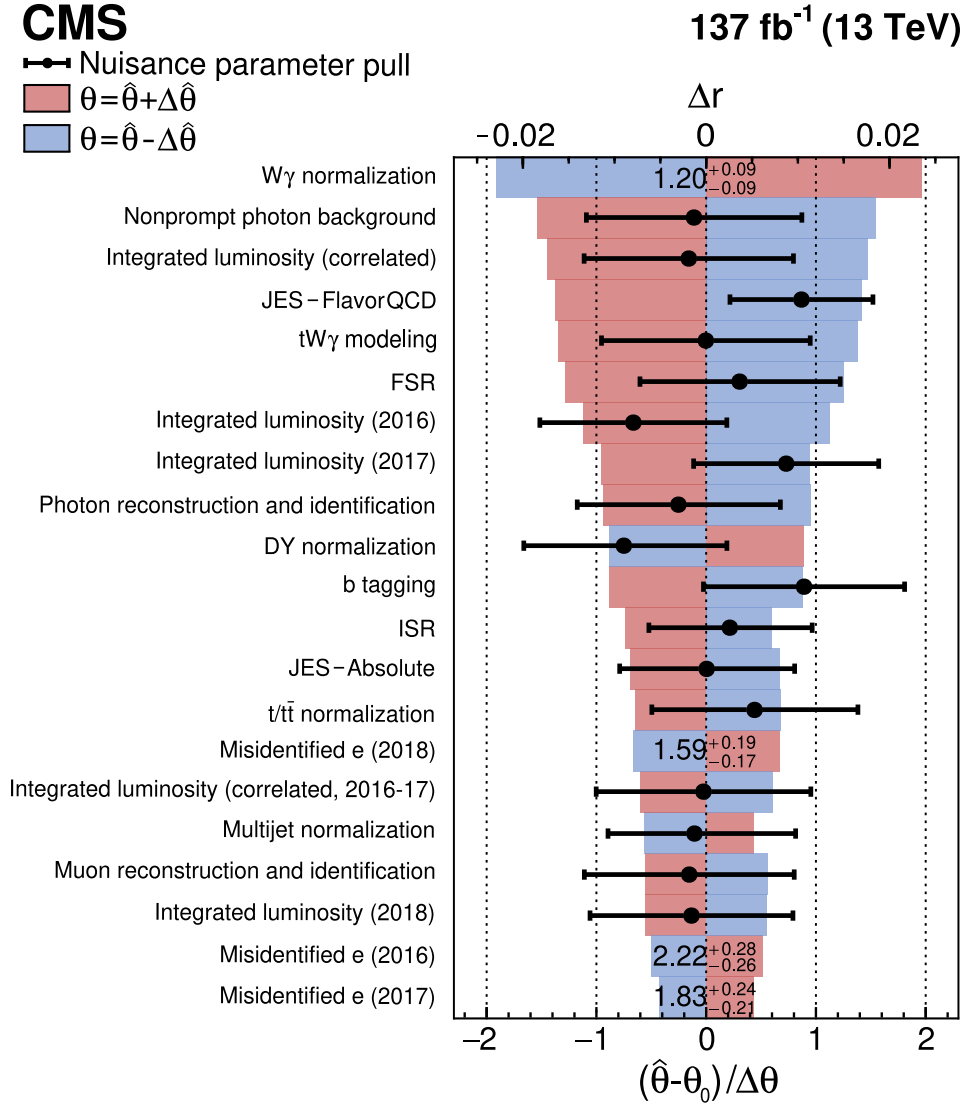 CMS 137 fb⁻¹ (13 TeV)
Nuisance parameter pull
θ=θ̂+Δθ̂
θ=θ̂-Δθ̂
Δr
−0.02 0 0.02
Wγ normalization 1.20 +0.09 −0.09
Nonprompt photon background
Integrated luminosity (correlated)
JES−FlavorQCD
tWγ modeling
FSR
Integrated luminosity (2016)
Integrated luminosity (2017)
Photon reconstruction and identification
DY normalization
b tagging
ISR
JES−Absolute
t/tt̄ normalization
Misidentified e (2018) 1.59 +0.19 −0.17
Integrated luminosity (correlated, 2016-17)
Multijet normalization
Muon reconstruction and identification
Integrated luminosity (2018)
Misidentified e (2016) 2.22 +0.28 −0.26
Misidentified e (2017) 1.83 +0.24 −0.21
−2 −1 0 1 2
(θ̂-θ₀)/Δθ